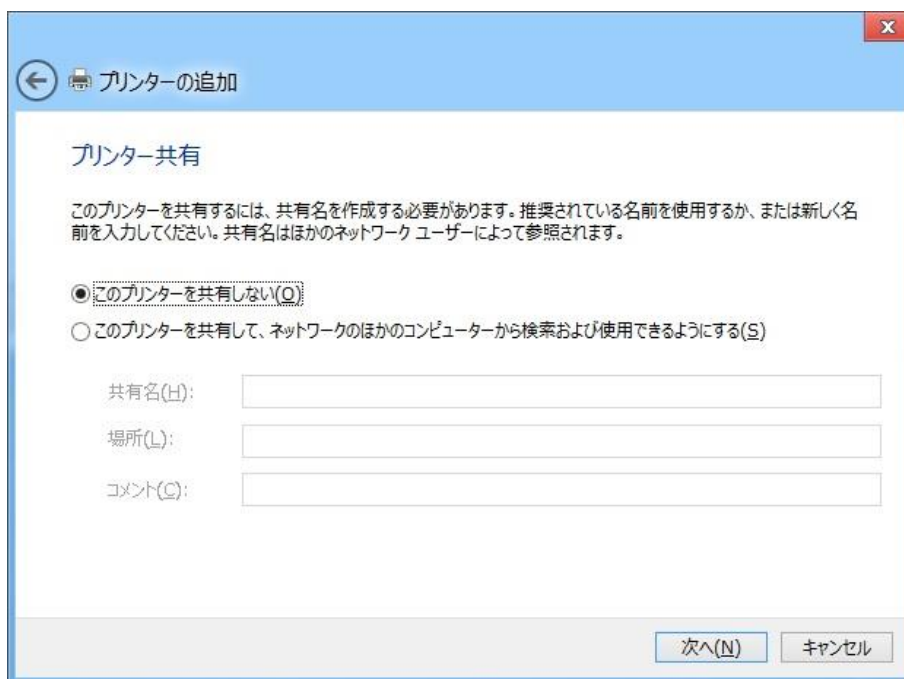 x
プリンターの追加
プリンター共有
このプリンターを共有するには、共有名を作成する必要があります。推奨されている名前を使用するか、または新しく名
前を入力してください。共有名はほかのネットワーク ユーザーによって参照されます。
このプリンターを共有しない(O)
このプリンターを共有して、ネットワークのほかのコンピューターから検索および使用できるようにする(S)
共有名(H):
場所(L):
コメント(C):
次へ(N) キャンセル